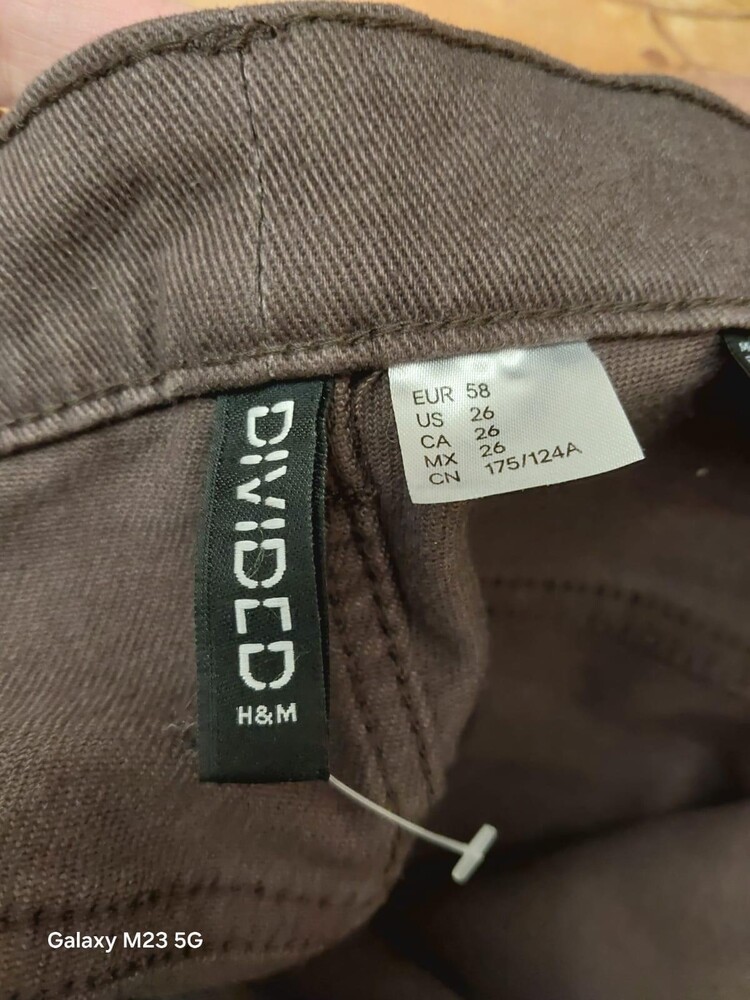 DIVIDED
H&M
EUR 58
US 26
CA 26
MX 26
CN 175/124A
Galaxy M23 5G